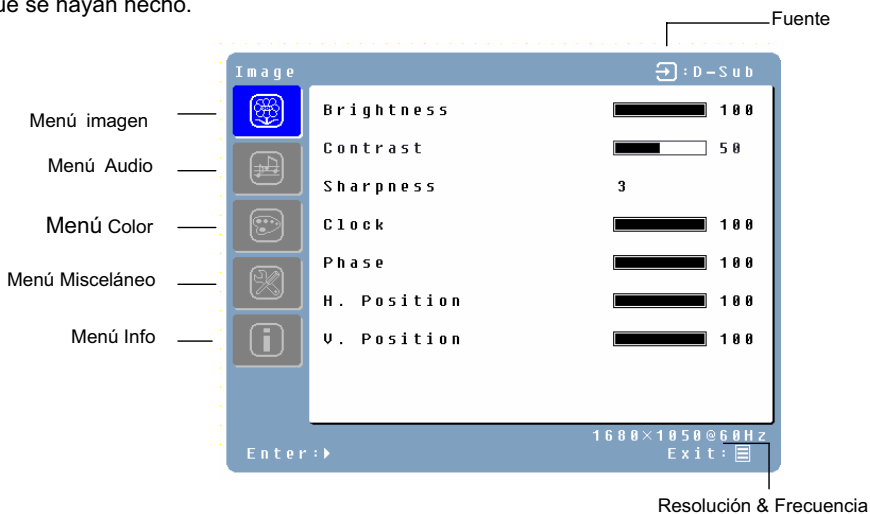 ue se hayan hecho.
Fuente
Image
:D-Sub
Menú imagen
Menú Audio
Menú Color
Menú Misceláneo
Menú Info
Brightness 100
Contrast 50
Sharpness 3
Clock 100
Phase 100
H. Position 100
V. Position 100
1680×1050@60Hz
Enter: Exit:
Resolución & Frecuencia